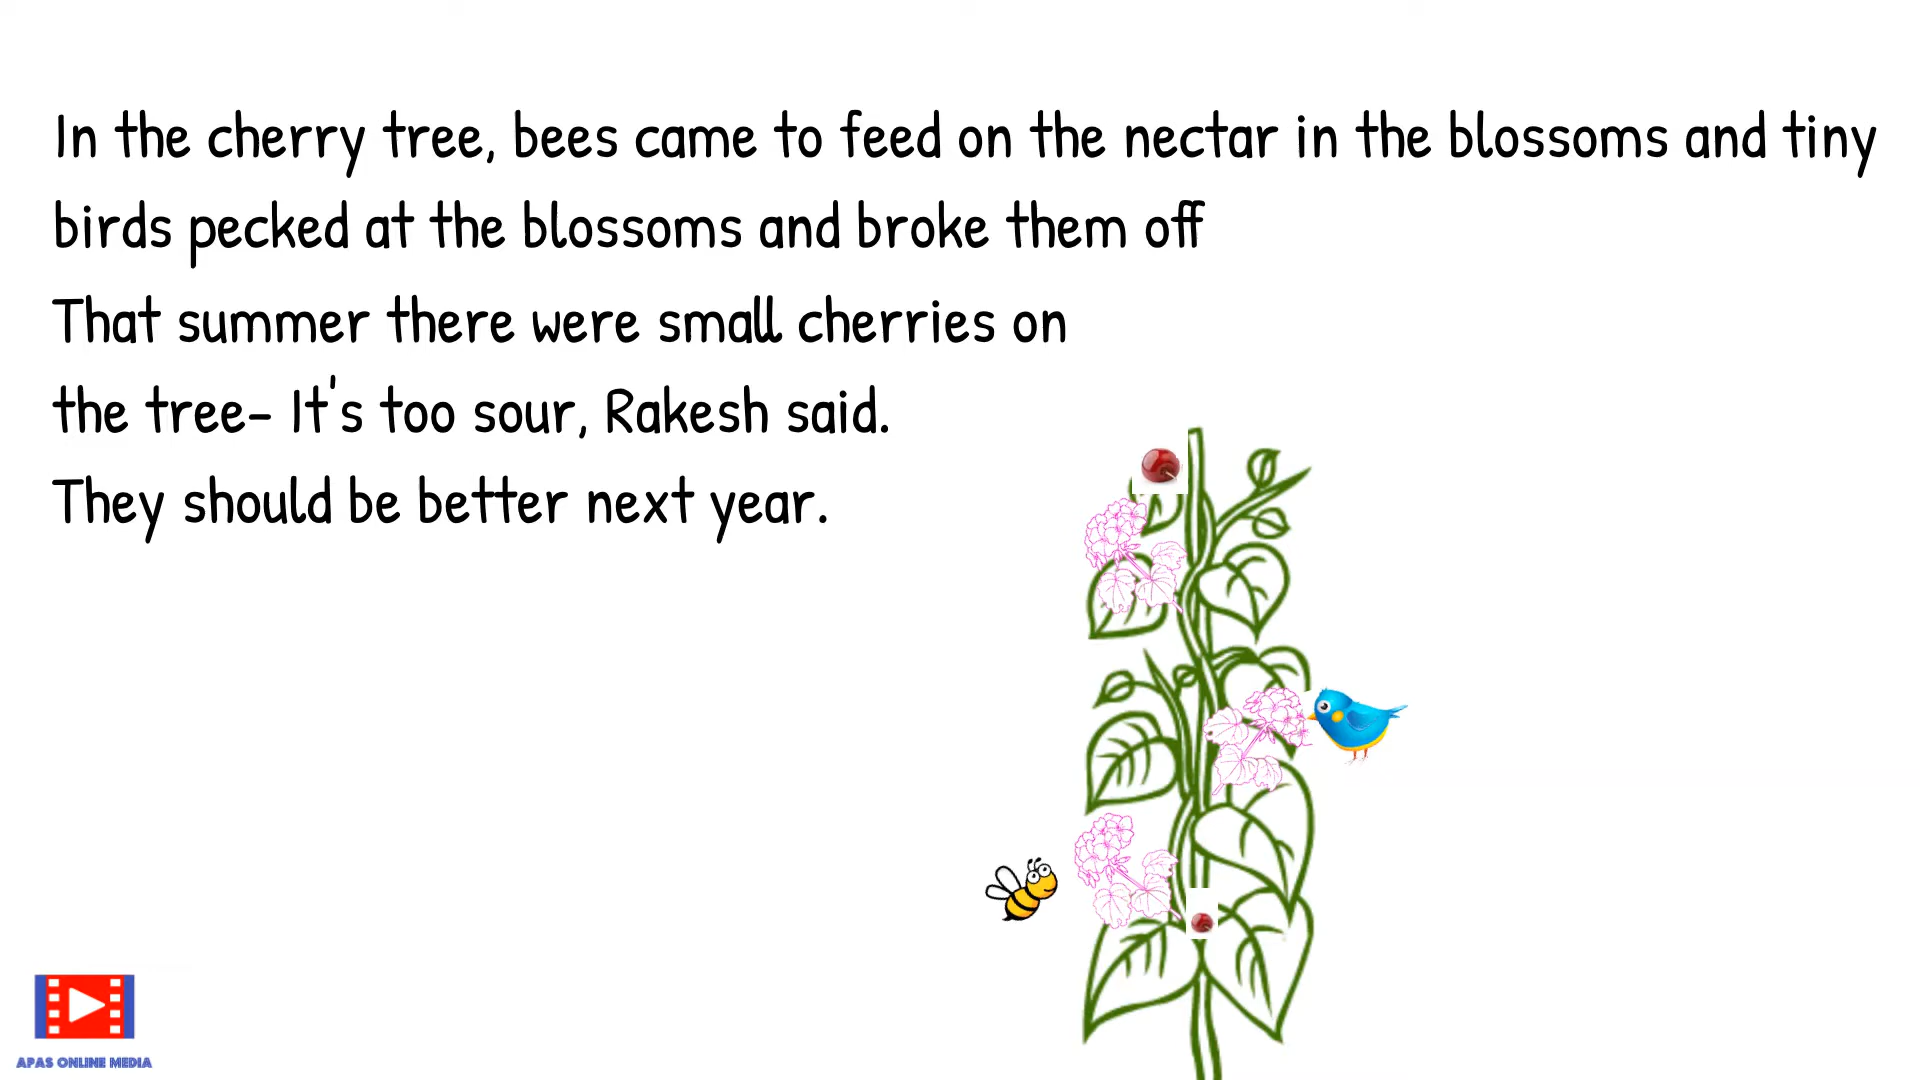 In the cherry tree, bees came to feed on the nectar in the blossoms and tiny
birds pecked at the blossoms and broke them off
That summer there were small cherries on
the tree- It's too sour, Rakesh said.
They should be better next year.
APAS ONLINE MEDIA